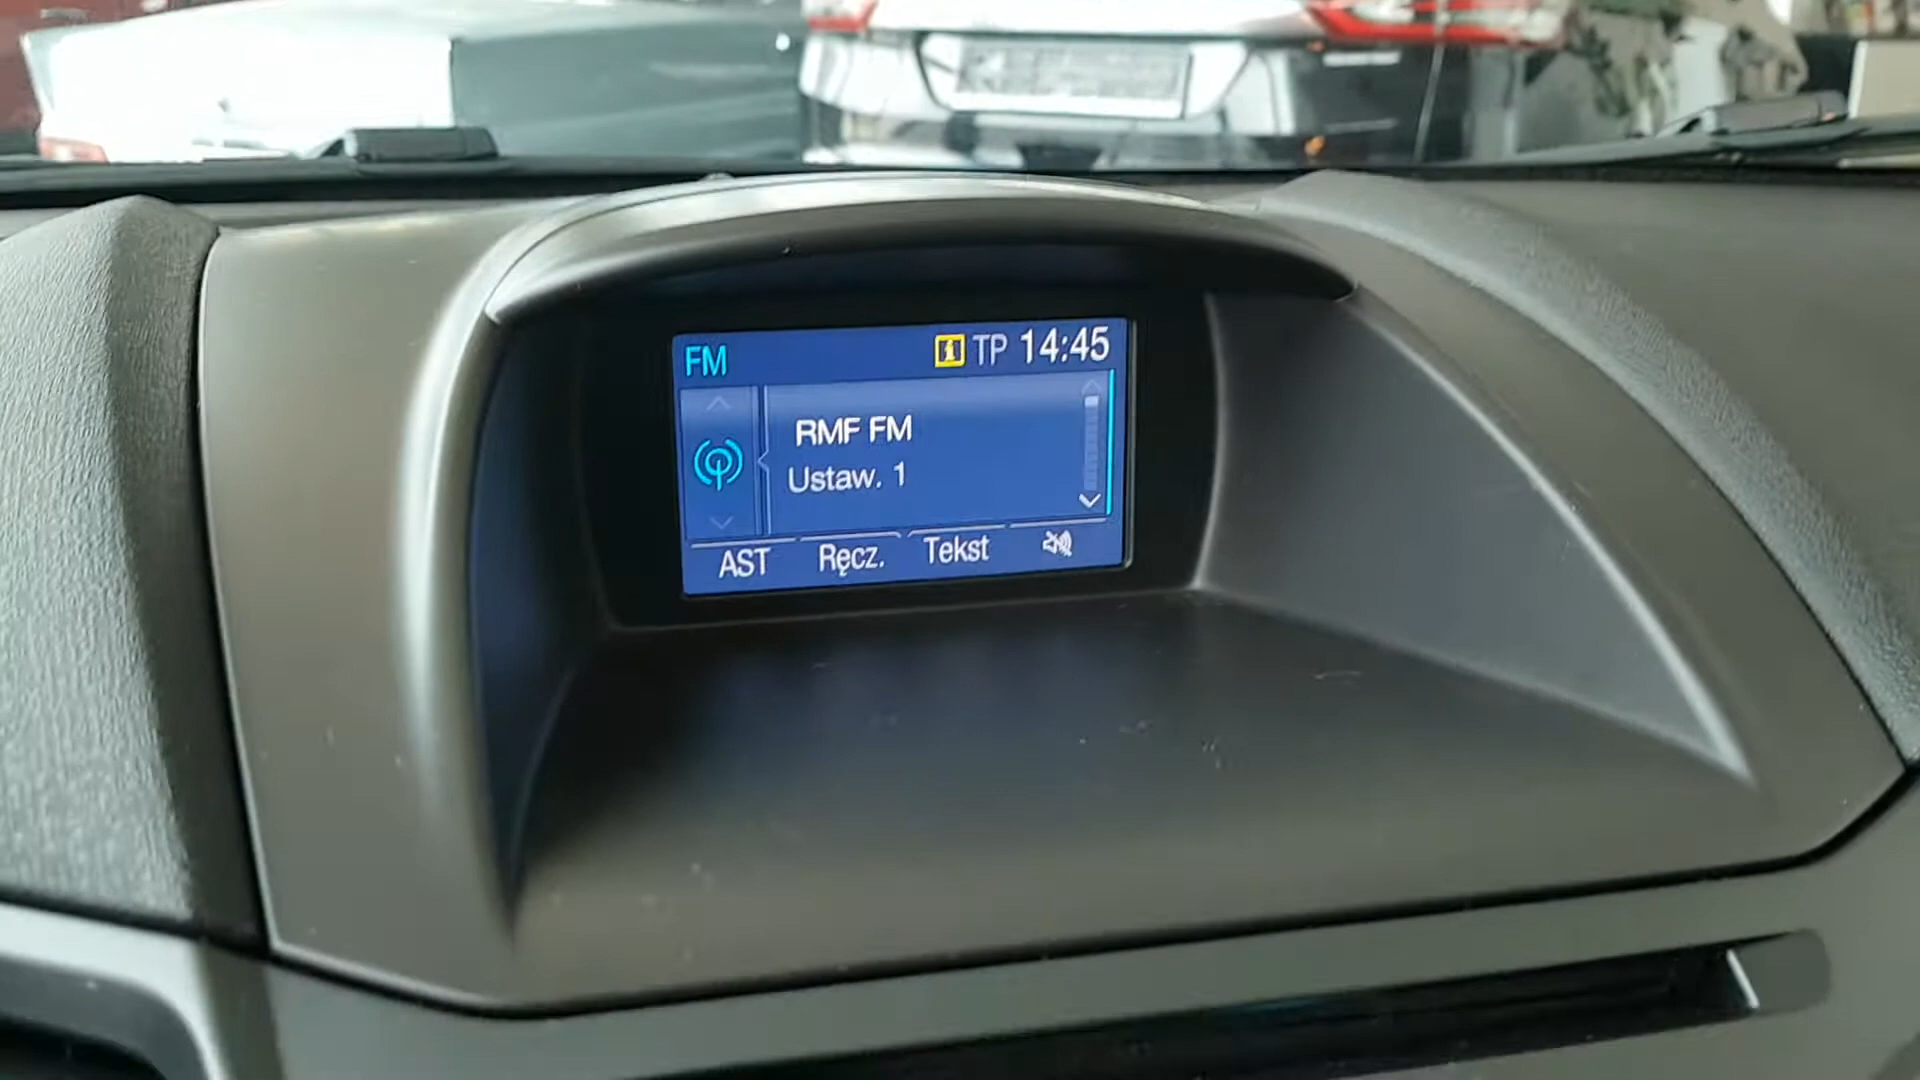 FM TP 14:45
RMF FM
Ustaw. 1
AST Ręcz. Tekst